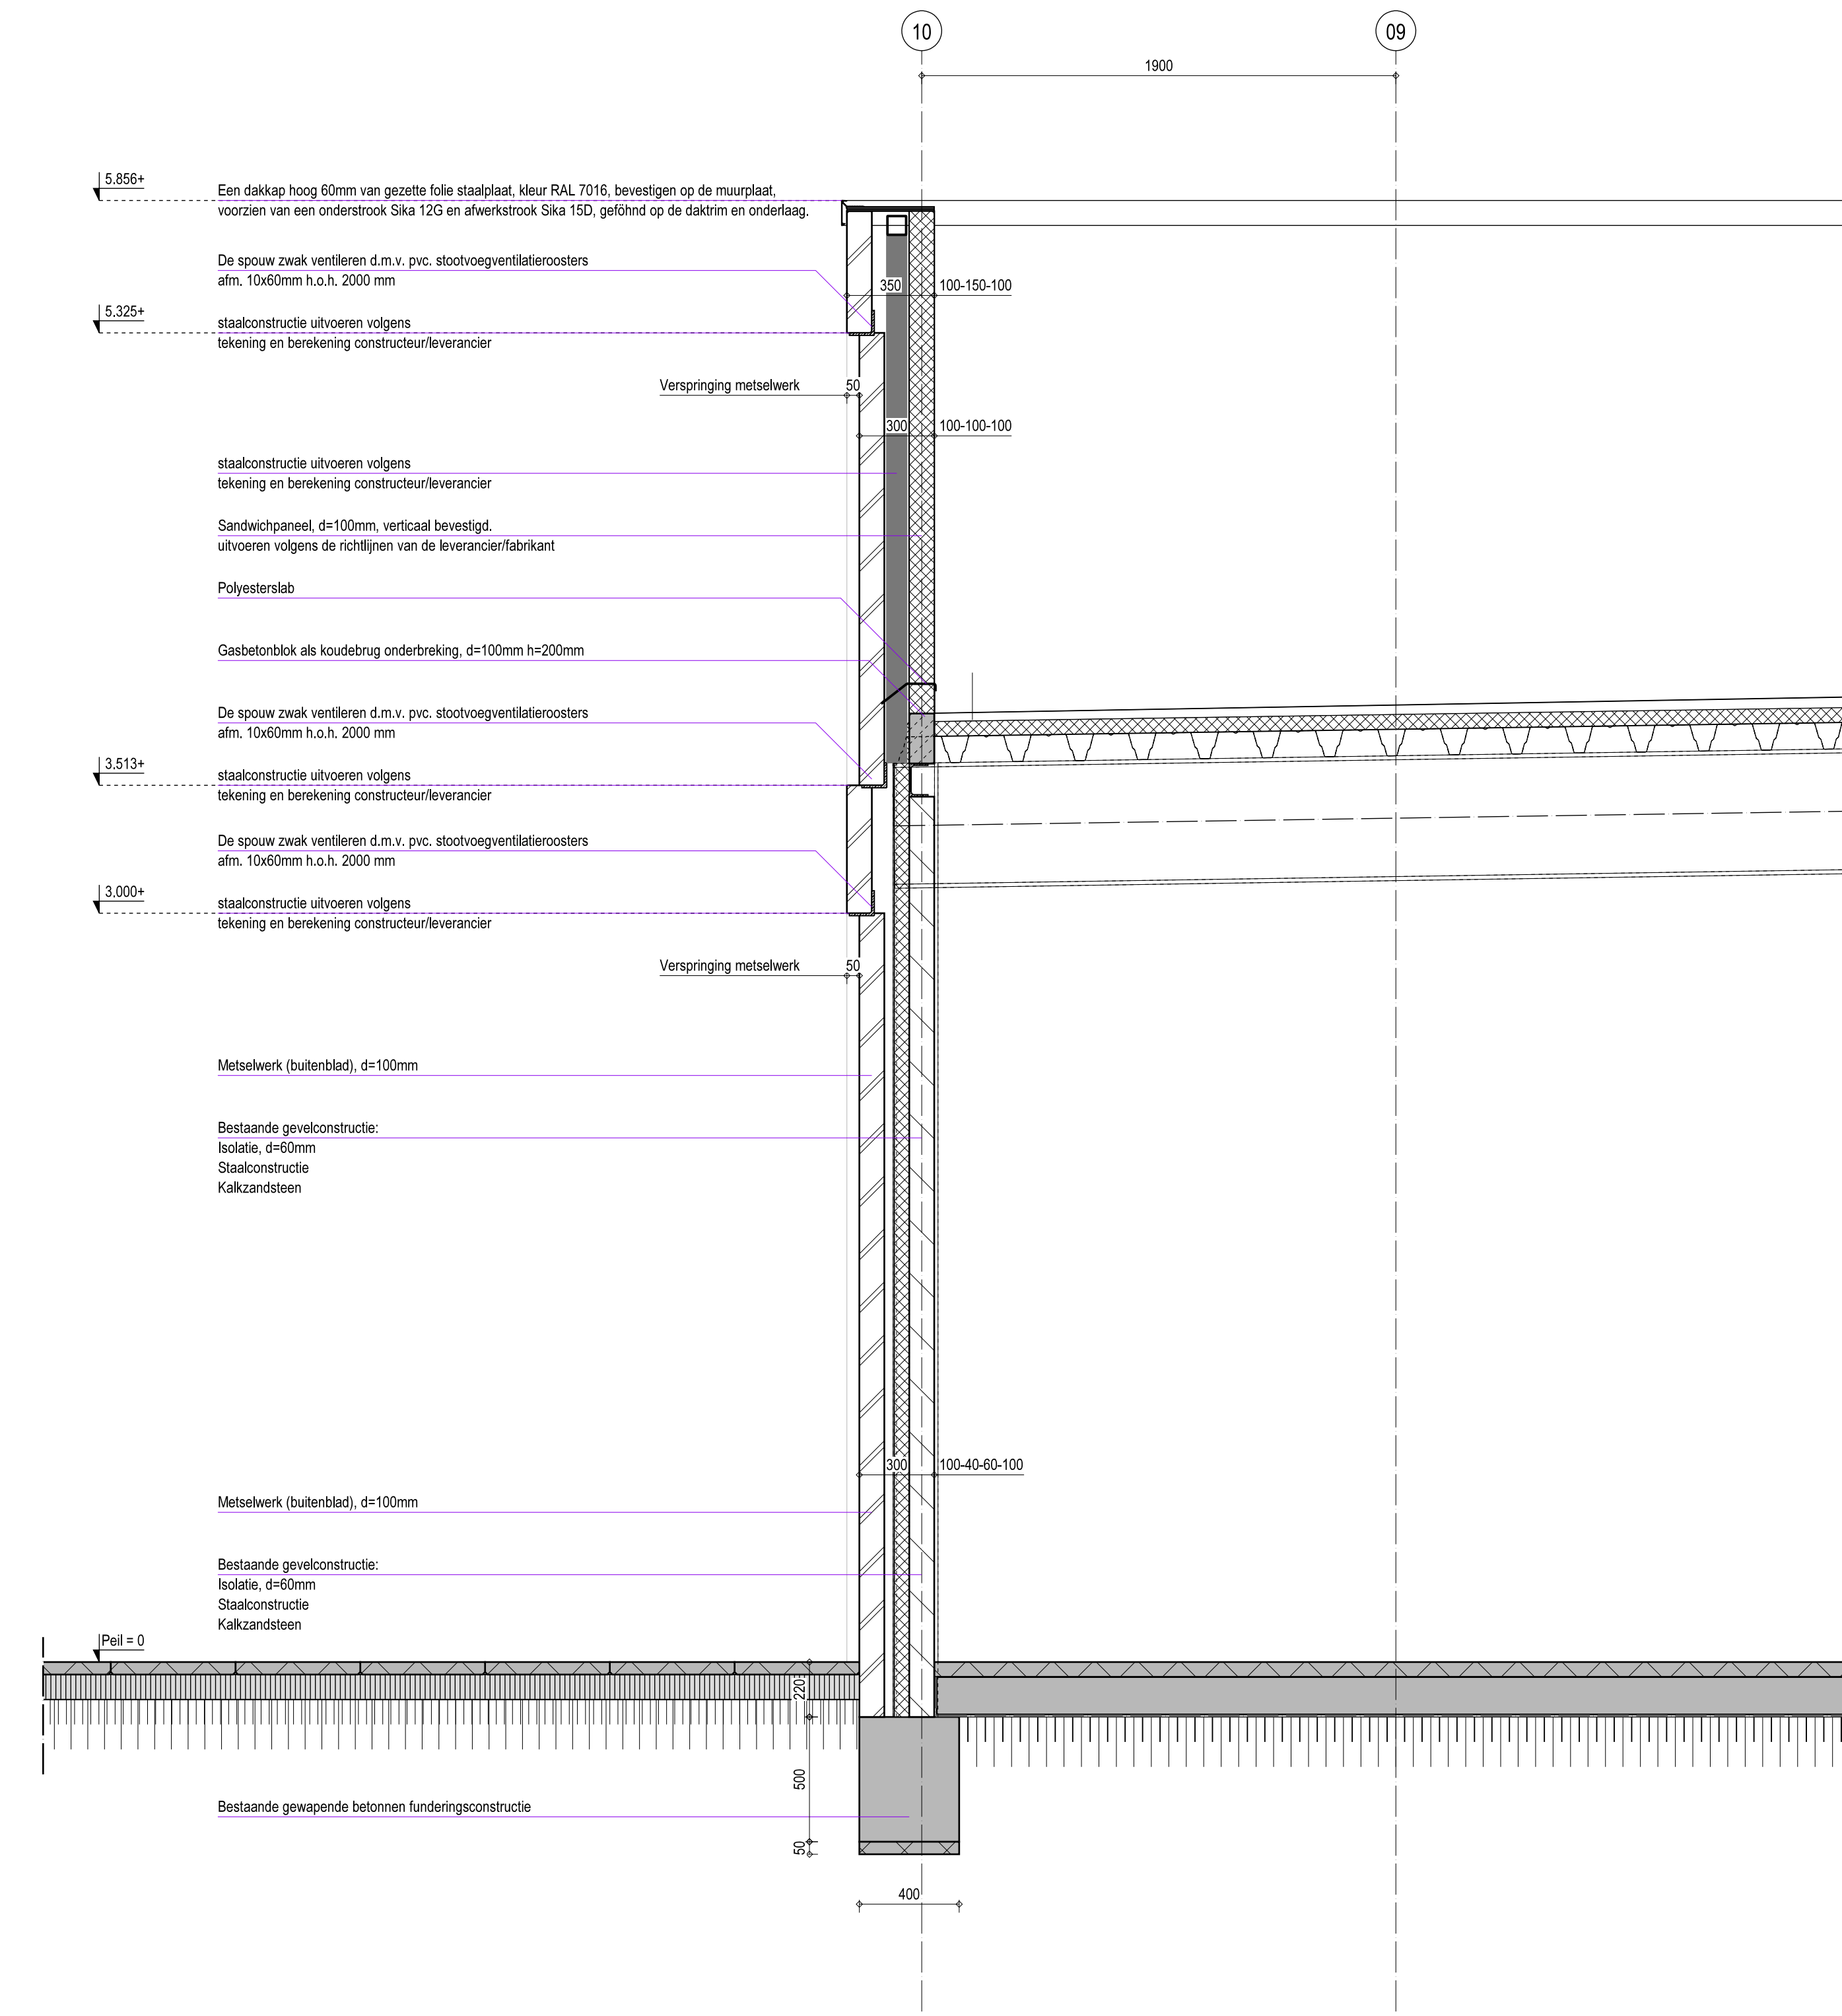 10
09
1900
5.856+
Een dakkap hoog 60mm van gezette folie staalplaat, kleur RAL 7016, bevestigen op de muurplaat,
voorzien van een onderstrook Sika 12G en afwerkstrook Sika 15D, geföhnd op de daktrim en onderlaag.
De spouw zwak ventileren d.m.v. pvc. stootvoegventilatieroosters
afm. 10x60mm h.o.h. 2000 mm
350
100-150-100
5.325+
staalconstructie uitvoeren volgens
tekening en berekening constructeur/leverancier
Verspringing metselwerk
50
300
100-100-100
staalconstructie uitvoeren volgens
tekening en berekening constructeur/leverancier
Sandwichpaneel, d=100mm, verticaal bevestigd.
uitvoeren volgens de richtlijnen van de leverancier/fabrikant
Polyesterslab
Gasbetonblok als koudebrug onderbreking, d=100mm h=200mm
De spouw zwak ventileren d.m.v. pvc. stootvoegventilatieroosters
afm. 10x60mm h.o.h. 2000 mm
3.513+
staalconstructie uitvoeren volgens
tekening en berekening constructeur/leverancier
De spouw zwak ventileren d.m.v. pvc. stootvoegventilatieroosters
afm. 10x60mm h.o.h. 2000 mm
3.000+
staalconstructie uitvoeren volgens
tekening en berekening constructeur/leverancier
Verspringing metselwerk
50
Metselwerk (buitenblad), d=100mm
Bestaande gevelconstructie:
Isolatie, d=60mm
Staalconstructie
Kalkzandsteen
300
100-40-60-100
Metselwerk (buitenblad), d=100mm
Bestaande gevelconstructie:
Isolatie, d=60mm
Staalconstructie
Kalkzandsteen
Peil = 0
220
500
Bestaande gewapende betonnen funderingsconstructie
50
400